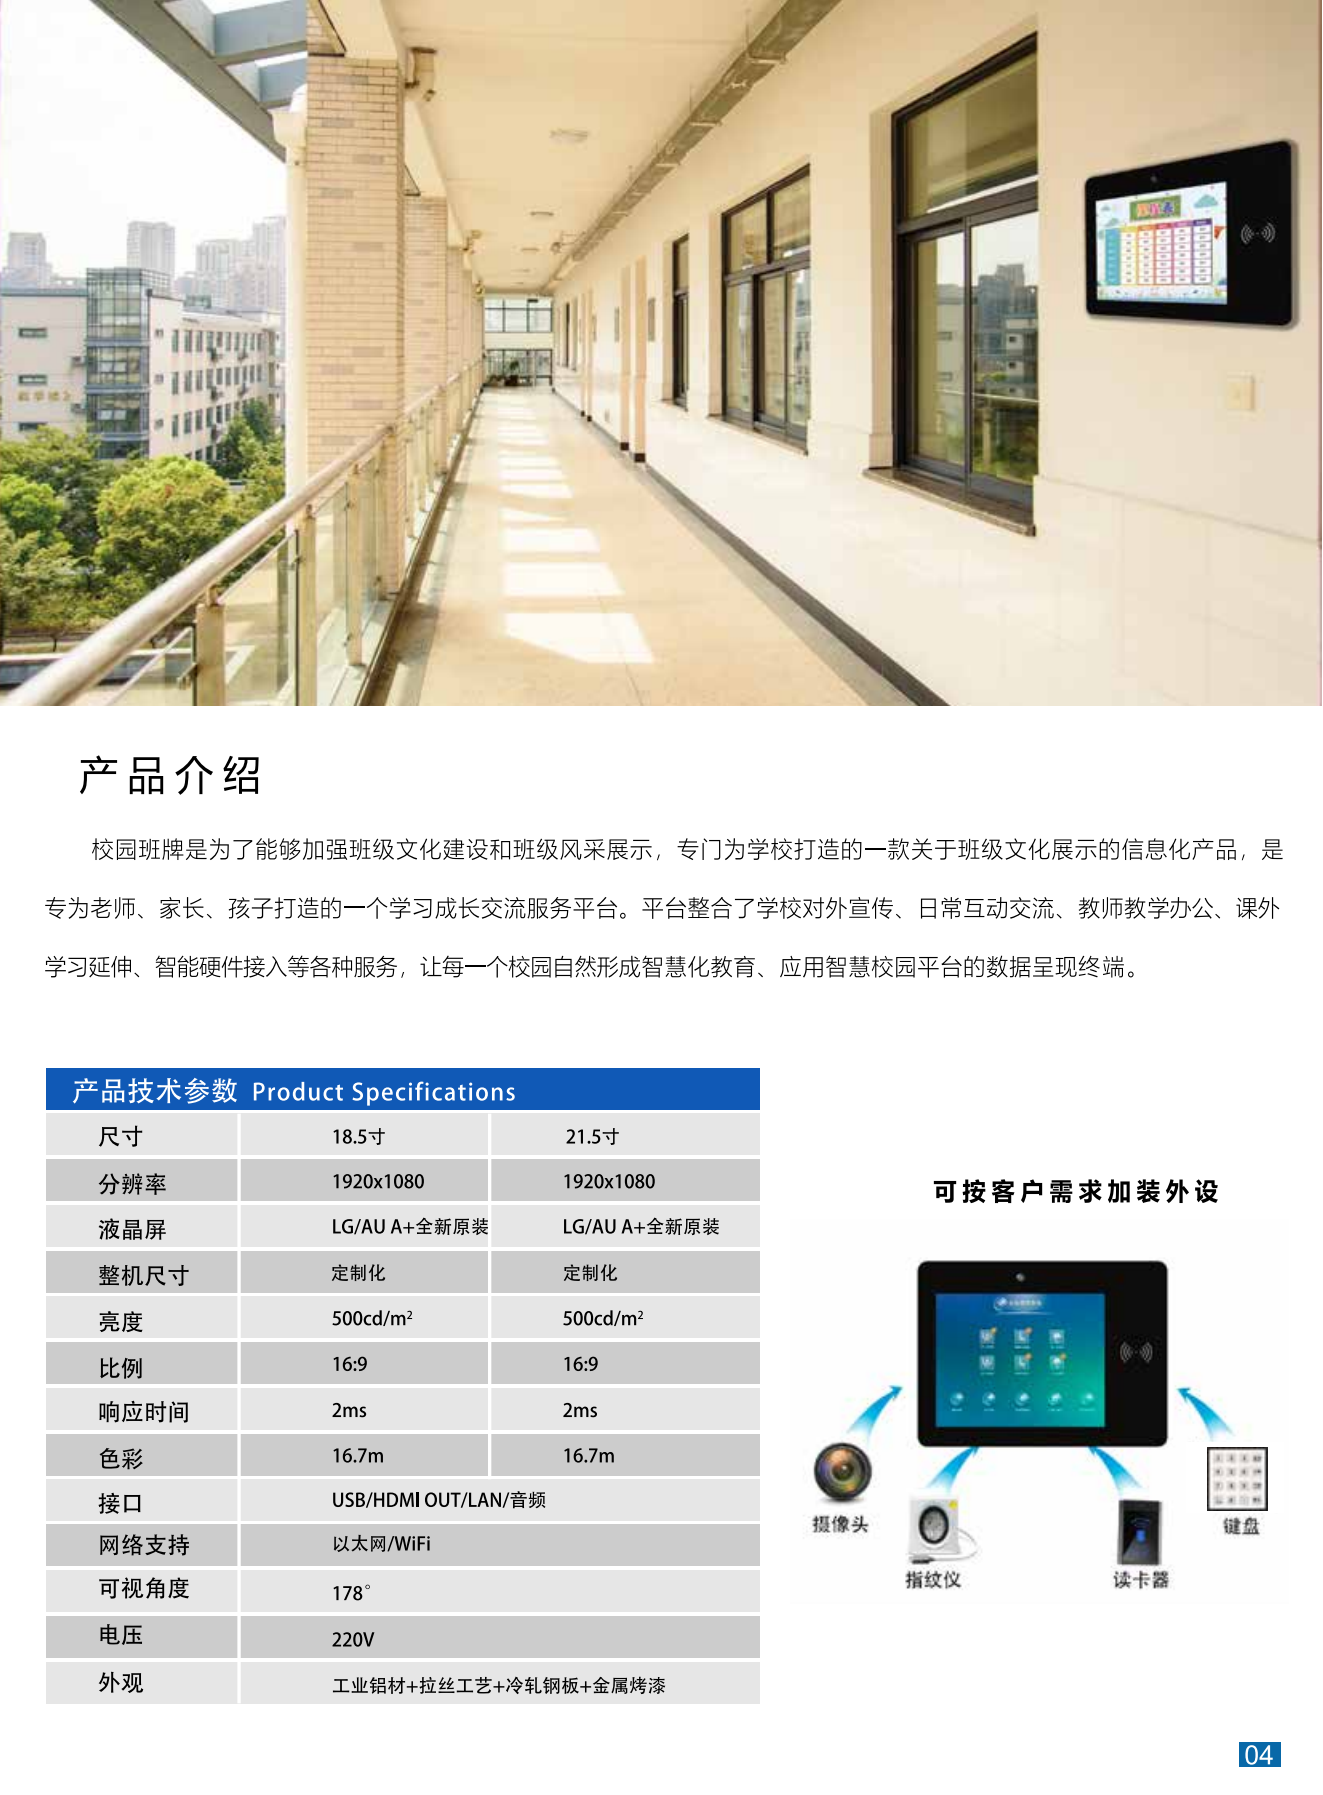 课程表
产品介绍
校园班牌是为了能够加强班级文化建设和班级风采展示，专门为学校打造的一款关于班级文化展示的信息化产品，是
专为老师、家长、孩子打造的一个学习成长交流服务平台。平台整合了学校对外宣传、日常互动交流、教师教学办公、课外
学习延伸、智能硬件接入等各种服务，让每一个校园自然形成智慧化教育、应用智慧校园平台的数据呈现终端。
产品技术参数 Product Specifications
尺寸 18.5寸 21.5寸
分辨率 1920x1080 1920x1080
液晶屏 LG/AU A+全新原装 LG/AU A+全新原装
整机尺寸 定制化 定制化
亮度 500cd/m² 500cd/m²
比例 16:9 16:9
响应时间 2ms 2ms
色彩 16.7m 16.7m
接口 USB/HDMI OUT/LAN/音频
网络支持 以太网/WiFi
可视角度 178°
电压 220V
外观 工业铝材+拉丝工艺+冷轧钢板+金属烤漆
可按客户需求加装外设
摄像头
指纹仪
读卡器
键盘
04